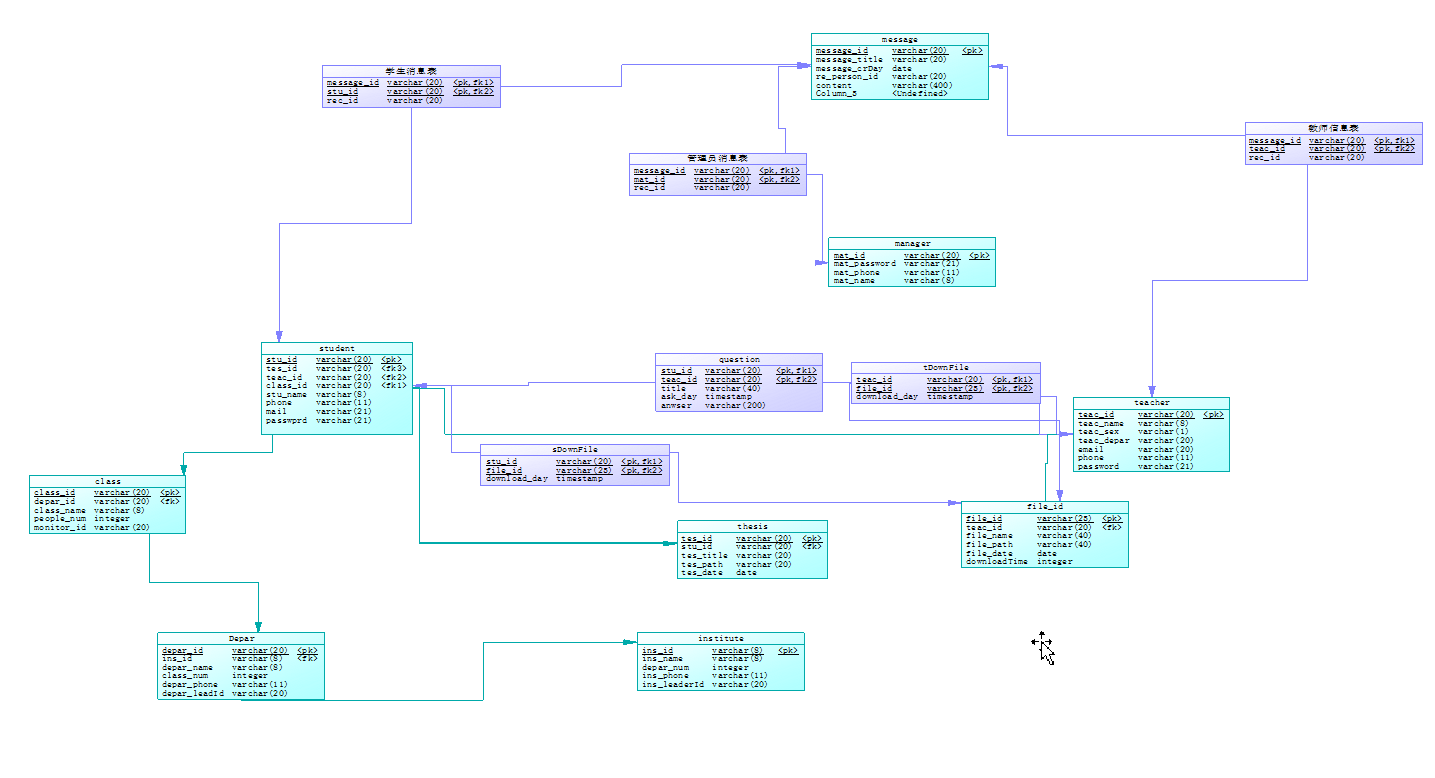 message
message_id varchar(20) <pk>
message_title varchar(20)
message_crDay date
re_person_id varchar(20)
content varchar(400)
Column_5 <Undefined>
学生消息表
message_id varchar(20) <pk,fk1>
stu_id varchar(20) <pk,fk2>
rec_id varchar(20)
教师信息表
message_id varchar(20) <pk,fk1>
teac_id varchar(20) <pk,fk2>
rec_id varchar(20)
管理员消息表
message_id varchar(20) <pk,fk1>
mat_id varchar(20) <pk,fk2>
rec_id varchar(20)
manager
mat_id varchar(20) <pk>
mat_password varchar(21)
mat_phone varchar(11)
mat_name varchar(8)
student
stu_id varchar(20) <pk>
tes_id varchar(20) <fk3>
teac_id varchar(20) <fk2>
class_id varchar(20) <fk1>
stu_name varchar(8)
phone varchar(11)
mail varchar(21)
passwprd varchar(21)
question
stu_id varchar(20) <pk,fk1>
teac_id varchar(20) <pk,fk2>
title varchar(40)
ask_day timestamp
anwser varchar(200)
tDownFile
teac_id varchar(20) <pk,fk1>
file_id varchar(25) <pk,fk2>
download_day timestamp
teacher
teac_id varchar(20) <pk>
teac_name varchar(8)
teac_sex varchar(1)
teac_depar varchar(20)
email varchar(20)
phone varchar(11)
password varchar(21)
sDownFile
stu_id varchar(20) <pk,fk1>
file_id varchar(25) <pk,fk2>
download_day timestamp
class
class_id varchar(20) <pk>
depar_id varchar(20) <fk>
class_name varchar(8)
people_num integer
monitor_id varchar(20)
file_id
file_id varchar(25) <pk>
teac_id varchar(20) <fk>
file_name varchar(40)
file_path varchar(40)
file_date date
downloadTime integer
thesis
tes_id varchar(20) <pk>
stu_id varchar(20) <fk>
tes_title varchar(20)
tes_path varchar(20)
tes_date date
Depar
depar_id varchar(20) <pk>
ins_id varchar(8) <fk>
depar_name varchar(8)
class_num integer
depar_phone varchar(11)
depar_leadId varchar(20)
institute
ins_id varchar(8) <pk>
ins_name varchar(8)
depar_num integer
ins_phone varchar(11)
ins_leaderId varchar(20)